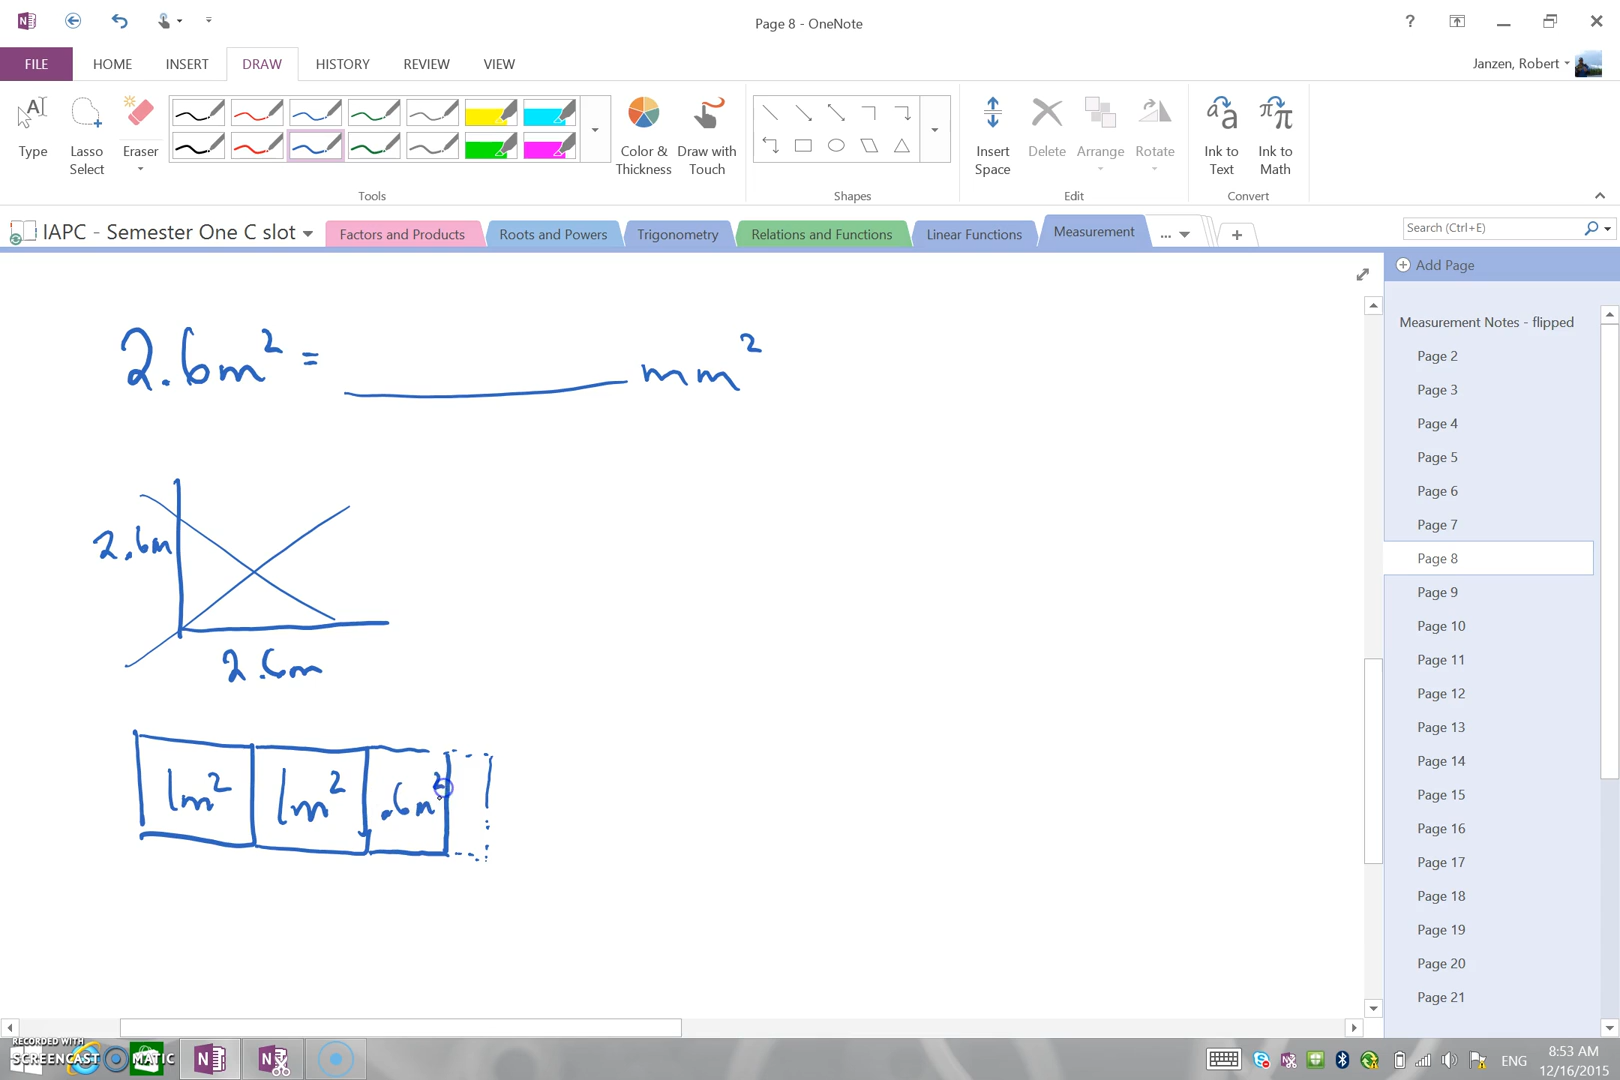 Page 8 - OneNote
FILE HOME INSERT DRAW HISTORY REVIEW VIEW
Janzen, Robert
Type
Lasso Select
Eraser
Color & Thickness
Draw with Touch
Insert Space
Delete
Arrange
Rotate
Ink to Text
Ink to Math
Tools
Shapes
Edit
Convert
IAPC - Semester One C slot
Factors and Products
Roots and Powers
Trigonometry
Relations and Functions
Linear Functions
Measurement
...
Search (Ctrl+E)
Add Page
Measurement Notes - flipped
Page 2
Page 3
Page 4
Page 5
Page 6
Page 7
Page 8
Page 9
Page 10
Page 11
Page 12
Page 13
Page 14
Page 15
Page 16
Page 17
Page 18
Page 19
Page 20
Page 21
2.6m² = __________ mm²
2.6m
2.6m
1m² 1m² .6m²
RECORDED WITH
SCREENCAST MATIC
ENG
8:53 AM
12/16/2015